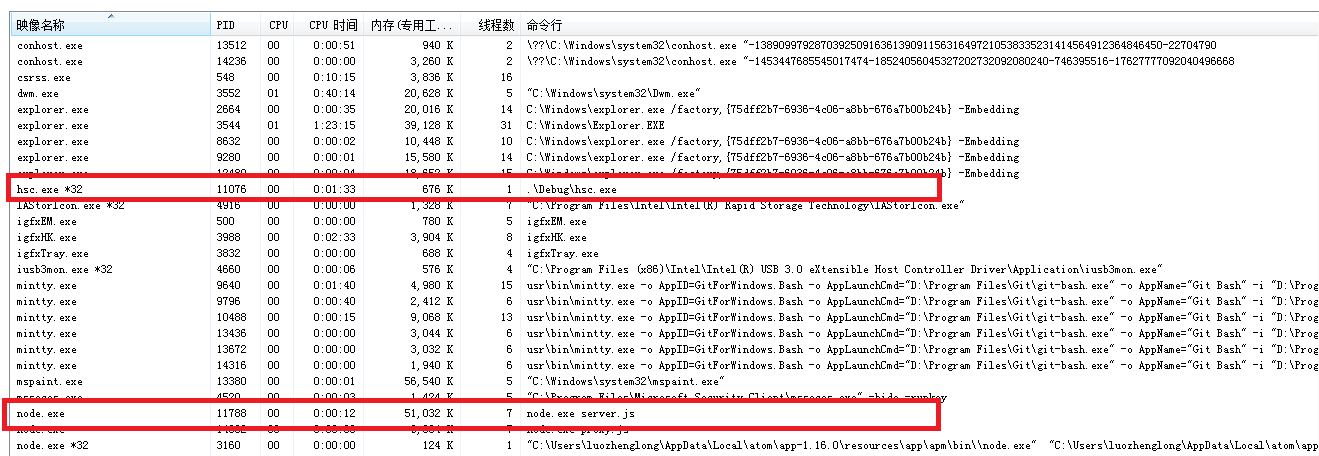 映像名称 PID CPU CPU 时间 内存(专用工... 线程数 命令行
conhost.exe 13512 00 0:00:51 940 K 2 \??\C:\Windows\system32\conhost.exe "-1389099792870392509163613909115631649721053833523141456491236484​6450-22704790
conhost.exe 14236 00 0:00:00 3,260 K 2 \??\C:\Windows\system32\conhost.exe "-1453447685545017474-1852405604532720273209208​0240-746395516-17627777092040496668
csrss.exe 548 00 0:10:15 3,836 K 16
dwm.exe 3552 01 0:40:14 20,628 K 5 "C:\Windows\system32\Dwm.exe"
explorer.exe 2664 00 0:00:35 20,016 K 14 C:\Windows\explorer.exe /factory,{75dff2b7-6936-4c06-a8bb-676a7b00b24b} -Embedding
explorer.exe 3544 01 1:23:15 39,128 K 31 C:\Windows\Explorer.EXE
explorer.exe 8632 00 0:00:02 10,448 K 10 C:\Windows\explorer.exe /factory,{75dff2b7-6936-4c06-a8bb-676a7b00b24b} -Embedding
explorer.exe 9280 00 0:00:01 15,580 K 14 C:\Windows\explorer.exe /factory,{75dff2b7-6936-4c06-a8bb-676a7b00b24b} -Embedding
explorer.exe 00 0:00:04 15 C:\Windows\explorer.exe /factory,{75dff2b7-6936-4c06-a8bb-676a7b00b24b} -Embedding
hsc.exe *32 11076 00 0:01:33 676 K 1 .\Debug\hsc.exe
IAStorIcon.exe *32 4916 00 0:00:00 1,328 K 7 "C:\Program Files\Intel\Intel(R) Rapid Storage Technology\IAStorIcon.exe"
igfxEM.exe 500 00 0:00:00 780 K 5 igfxEM.exe
igfxHK.exe 3988 00 0:02:33 3,904 K 8 igfxHK.exe
igfxTray.exe 3832 00 0:00:00 688 K 4 igfxTray.exe
iusb3mon.exe *32 4660 00 0:00:06 576 K 4 "C:\Program Files (x86)\Intel\Intel(R) USB 3.0 eXtensible Host Controller Driver\Application\iusb3mon.exe"
mintty.exe 9640 00 0:01:40 4,980 K 15 usr\bin\mintty.exe -o AppID=GitForWindows.Bash -o AppLaunchCmd="D:\Program Files\Git\git-bash.exe" -o AppName="Git Bash" -i "D:\Prog
mintty.exe 9796 00 0:00:40 2,412 K 6 usr\bin\mintty.exe -o AppID=GitForWindows.Bash -o AppLaunchCmd="D:\Program Files\Git\git-bash.exe" -o AppName="Git Bash" -i "D:\Prog
mintty.exe 10488 00 0:00:15 9,068 K 13 usr\bin\mintty.exe -o AppID=GitForWindows.Bash -o AppLaunchCmd="D:\Program Files\Git\git-bash.exe" -o AppName="Git Bash" -i "D:\Prog
mintty.exe 13436 00 0:00:00 3,044 K 6 usr\bin\mintty.exe -o AppID=GitForWindows.Bash -o AppLaunchCmd="D:\Program Files\Git\git-bash.exe" -o AppName="Git Bash" -i "D:\Prog
mintty.exe 13672 00 0:00:00 3,032 K 6 usr\bin\mintty.exe -o AppID=GitForWindows.Bash -o AppLaunchCmd="D:\Program Files\Git\git-bash.exe" -o AppName="Git Bash" -i "D:\Prog
mintty.exe 14316 00 0:00:00 1,940 K 6 usr\bin\mintty.exe -o AppID=GitForWindows.Bash -o AppLaunchCmd="D:\Program Files\Git\git-bash.exe" -o AppName="Git Bash" -i "D:\Prog
mspaint.exe 13380 00 0:00:01 56,540 K 5 "C:\Windows\system32\mspaint.exe"
4520 00 0:00:03 5 "C:\Program Files\Microsoft Security Client\msseces.exe" -hide -runkey
node.exe 11788 00 0:00:12 51,032 K 7 node.exe server.js
node.exe 00 7 node.exe proxy.js
node.exe *32 3160 00 0:00:00 124 K 1 "C:\Users\luozhenglong\AppData\Local\atom\app-1.16.0\resources\app\apm\bin\\node.exe" "C:\Users\luozhenglong\AppData\Local\atom\app